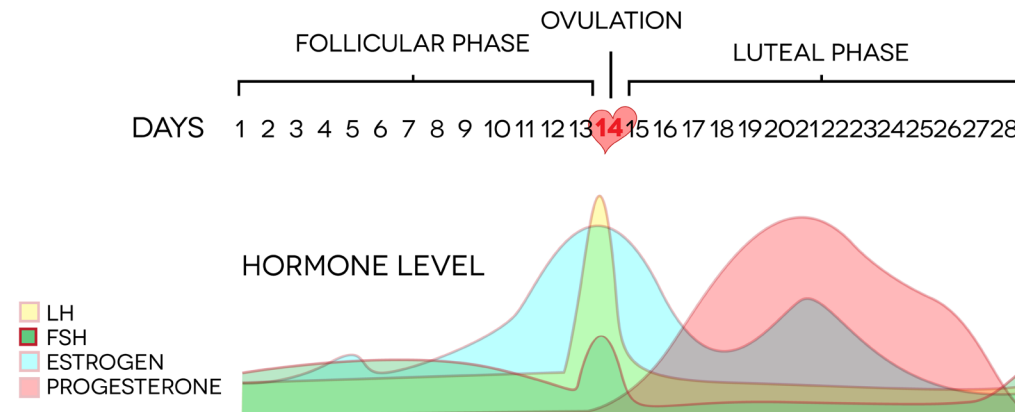 OVULATION
FOLLICULAR PHASE
LUTEAL PHASE
DAYS 1 2 3 4 5 6 7 8 9 10 11 12 13 14 15 16 17 18 19 20 21 22 23 24 25 26 27 28
HORMONE LEVEL
LH
FSH
ESTROGEN
PROGESTERONE